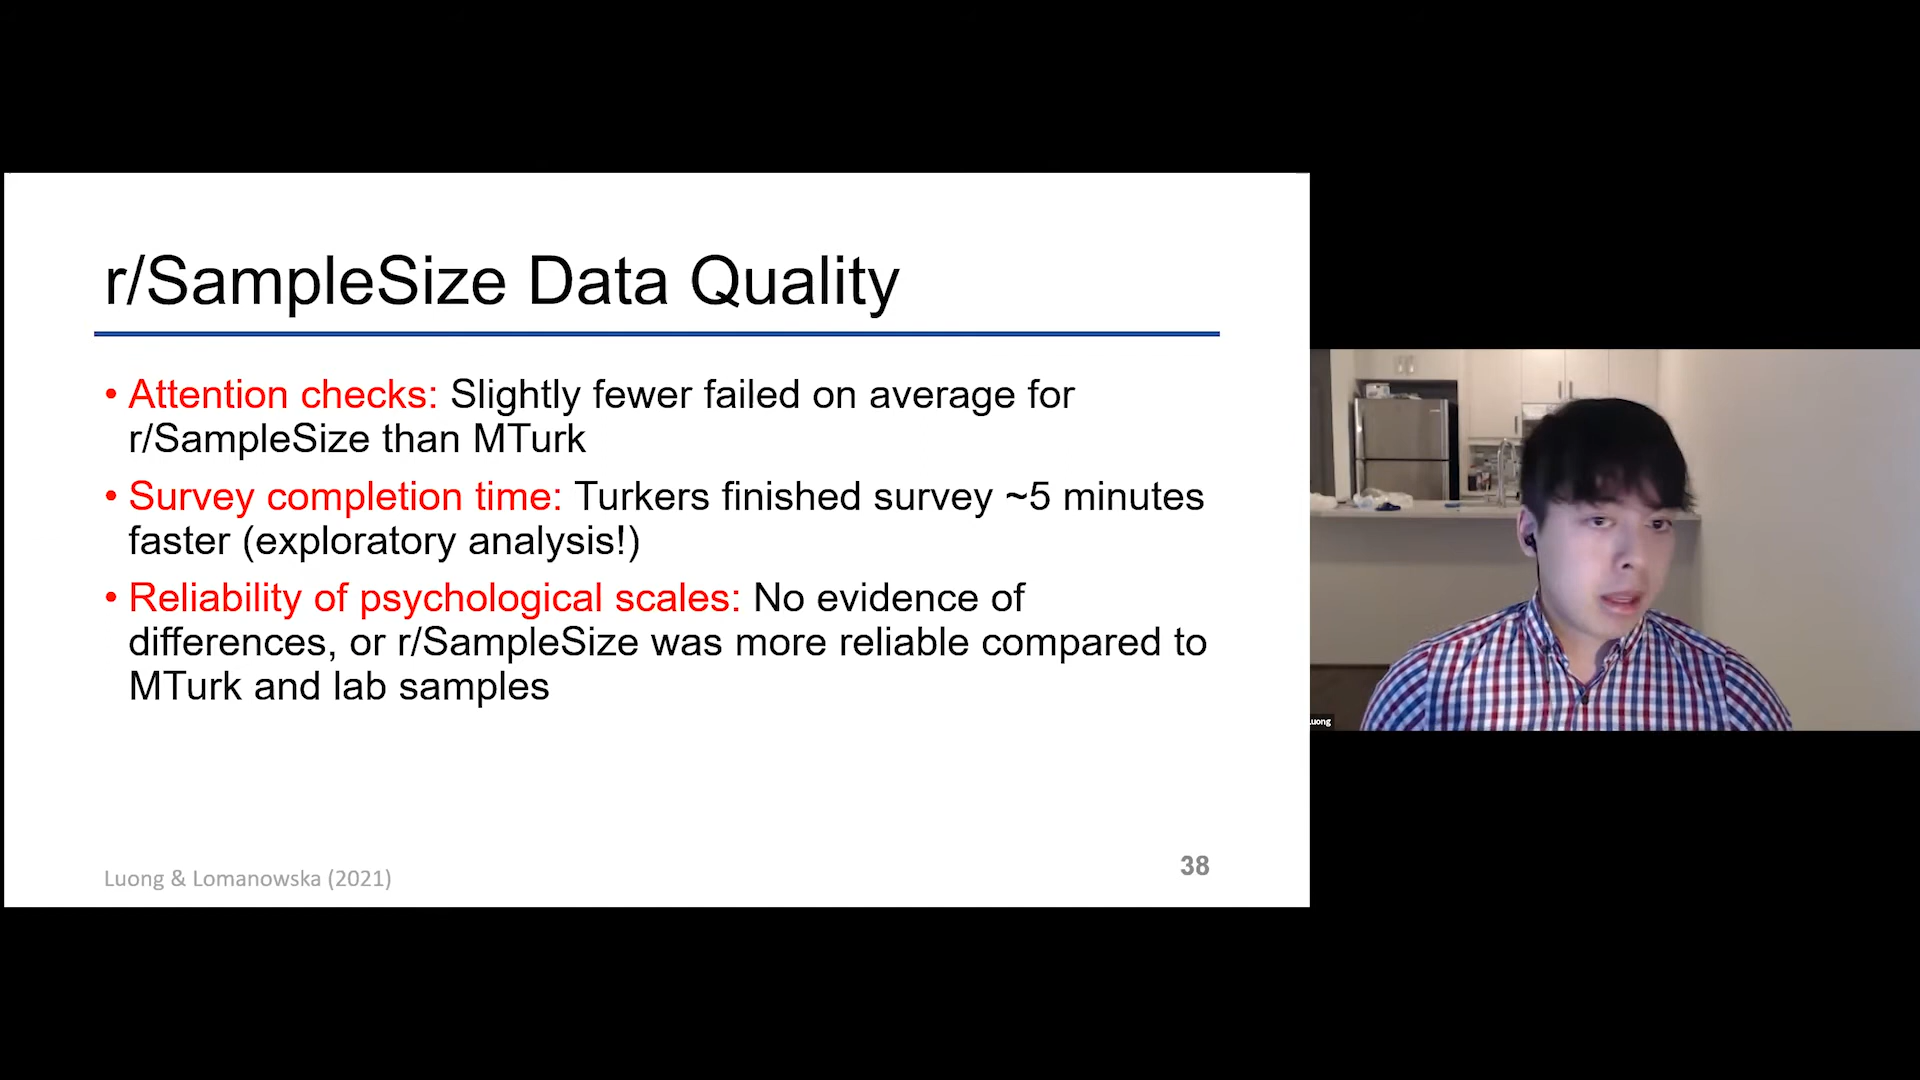 r/SampleSize Data Quality
• Attention checks: Slightly fewer failed on average for
r/SampleSize than MTurk
• Survey completion time: Turkers finished survey ~5 minutes
faster (exploratory analysis!)
• Reliability of psychological scales: No evidence of
differences, or r/SampleSize was more reliable compared to
MTurk and lab samples
Luong & Lomanowska (2021)
38
Luong